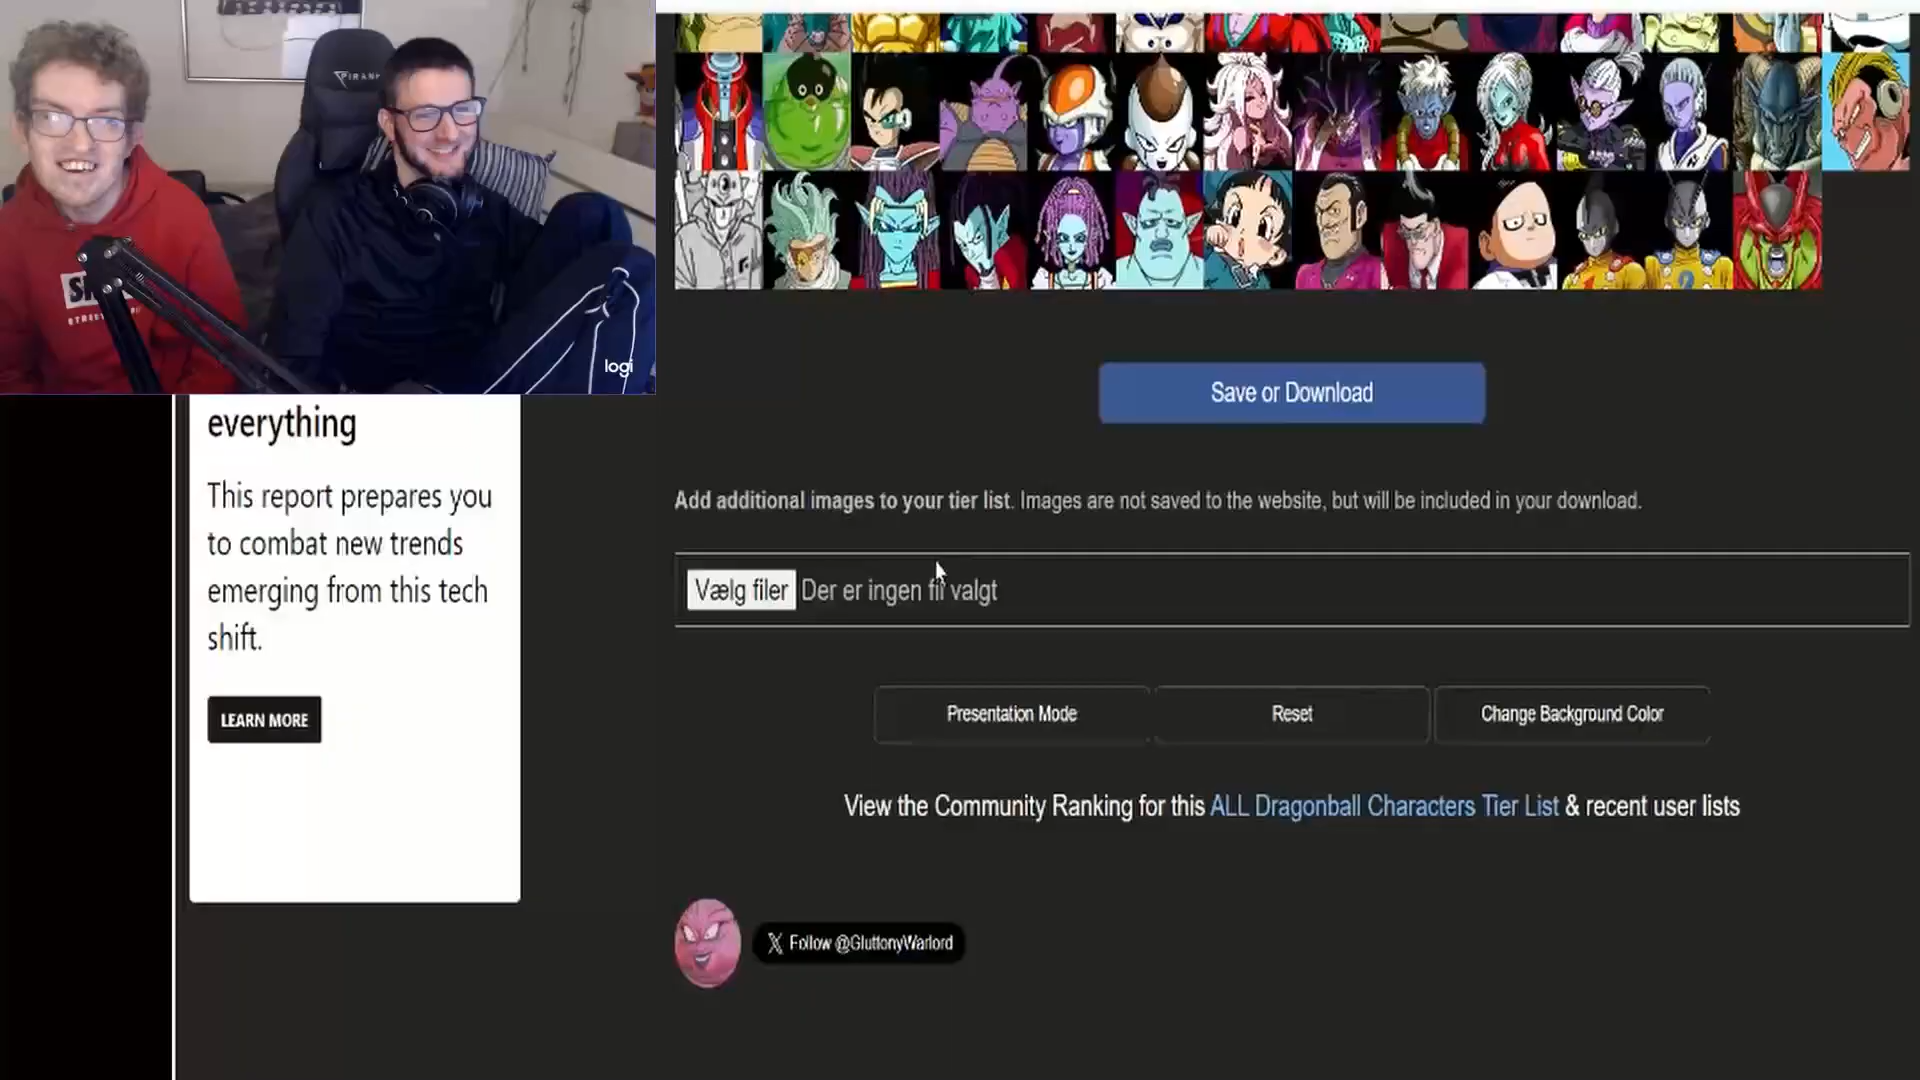 PIRAN
logi
everything
This report prepares you
to combat new trends
emerging from this tech
shift.
LEARN MORE
Save or Download
Add additional images to your tier list. Images are not saved to the website, but will be included in your download.
Vælg filer Der er ingen fil valgt
Presentation Mode
Reset
Change Background Color
View the Community Ranking for this ALL Dragonball Characters Tier List & recent user lists
X Follow @GluttonyWarlord